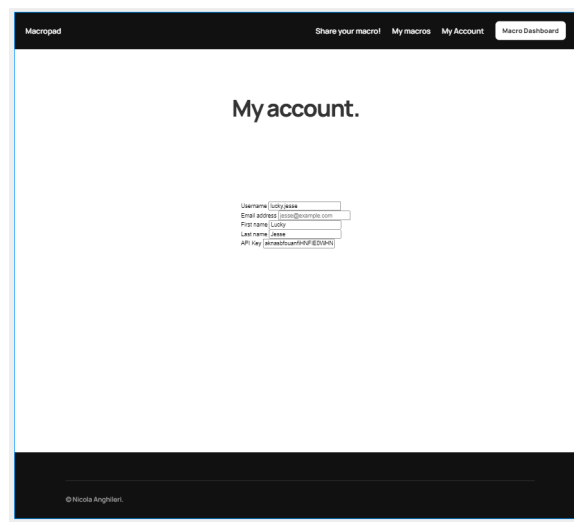 Macropad Share your macro! My macros My Account Macro Dashboard
My account.
Username lucky.jesse
Email address jesse@example.com
First name Lucky
Last name Jesse
API Key
© Nicola Anghileri.